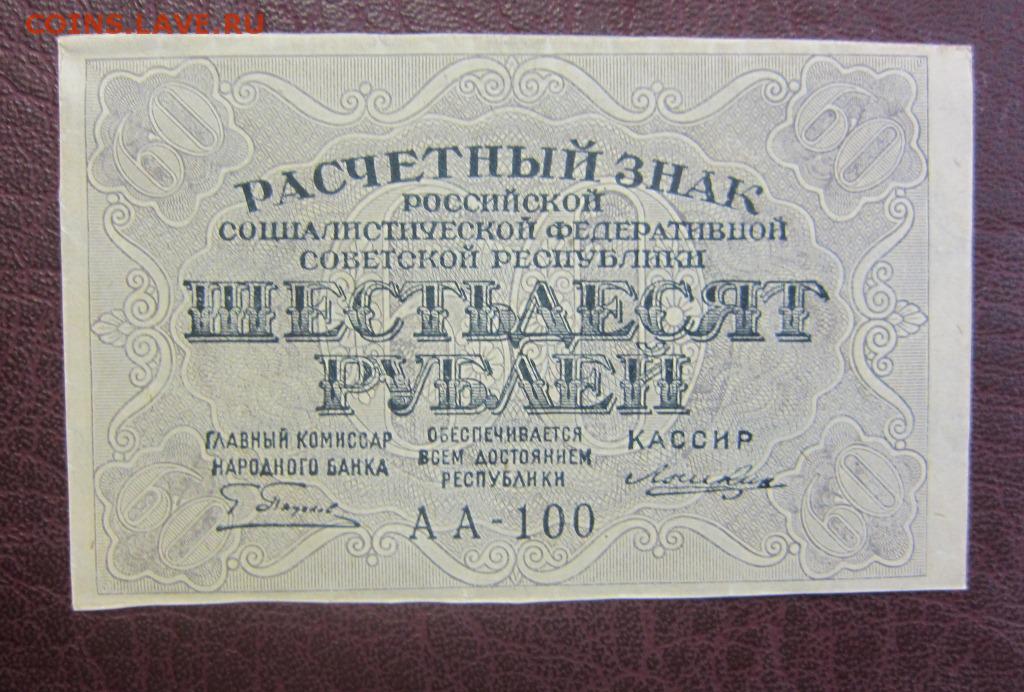 COINS.LAVE.RU
60 60
РАСЧЕТНЫЙ ЗНАК
РОССИЙСКОЙ
СОЦИАЛИСТИЧЕСКОЙ ФЕДЕРАТИВНОЙ
СОВЕТСКОЙ РЕСПУБЛИКИ
ШЕСТЬДЕСЯТ
РУБЛЕЙ
ГЛАВНЫЙ КОМИССАР
НАРОДНОГО БАНКА
ОБЕСПЕЧИВАЕТСЯ
ВСЕМ ДОСТОЯНИЕМ
РЕСПУБЛИКИ
КАССИР
60 60
АА-100